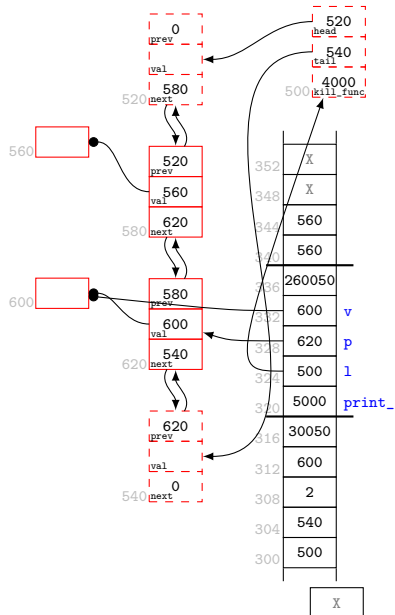 0
prev
val
580
520
next
520
head
540
tail
4000
500
kill_func
560
520
prev
560
val
620
580
next
600
580
prev
600
val
540
620
next
620
prev
val
0
540
next
352
X
348
X
344
560
340
560
336
260050
332
600
v
328
620
p
324
500
l
320
5000
print_
316
30050
312
600
308
2
304
540
300
500
X